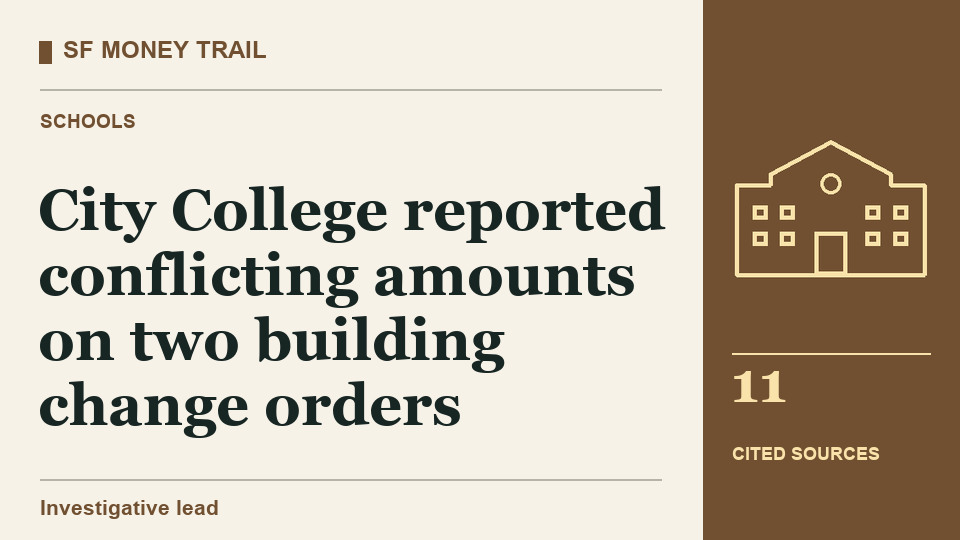 SF MONEY TRAIL
SCHOOLS
City College reported
conflicting amounts
on two building
change orders
Investigative lead
11
CITED SOURCES